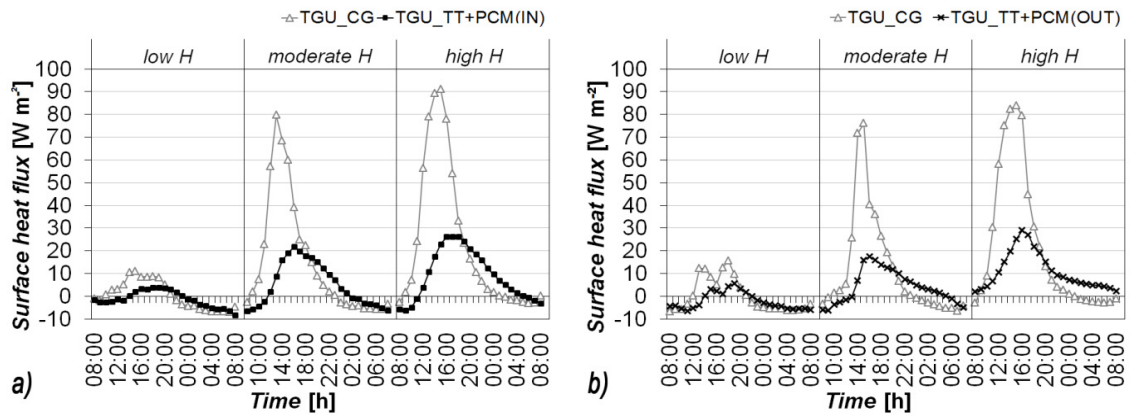 TGU_CG TGU_TT+PCM(IN)
low H moderate H high H
Surface heat flux [W m⁻²]
100
90
80
70
60
50
40
30
20
10
0
-10
08:00 12:00 16:00 20:00 00:00 04:00 08:00 10:00 14:00 18:00 22:00 02:00 06:00 08:00 12:00 16:00 20:00 00:00 04:00 08:00
Time [h]
a)
TGU_CG TGU_TT+PCM(OUT)
low H moderate H high H
Surface heat flux [W m⁻²]
100
90
80
70
60
50
40
30
20
10
0
-10
08:00 12:00 16:00 20:00 00:00 04:00 08:00 10:00 14:00 18:00 22:00 02:00 06:00 08:00 12:00 16:00 20:00 00:00 04:00 08:00
Time [h]
b)